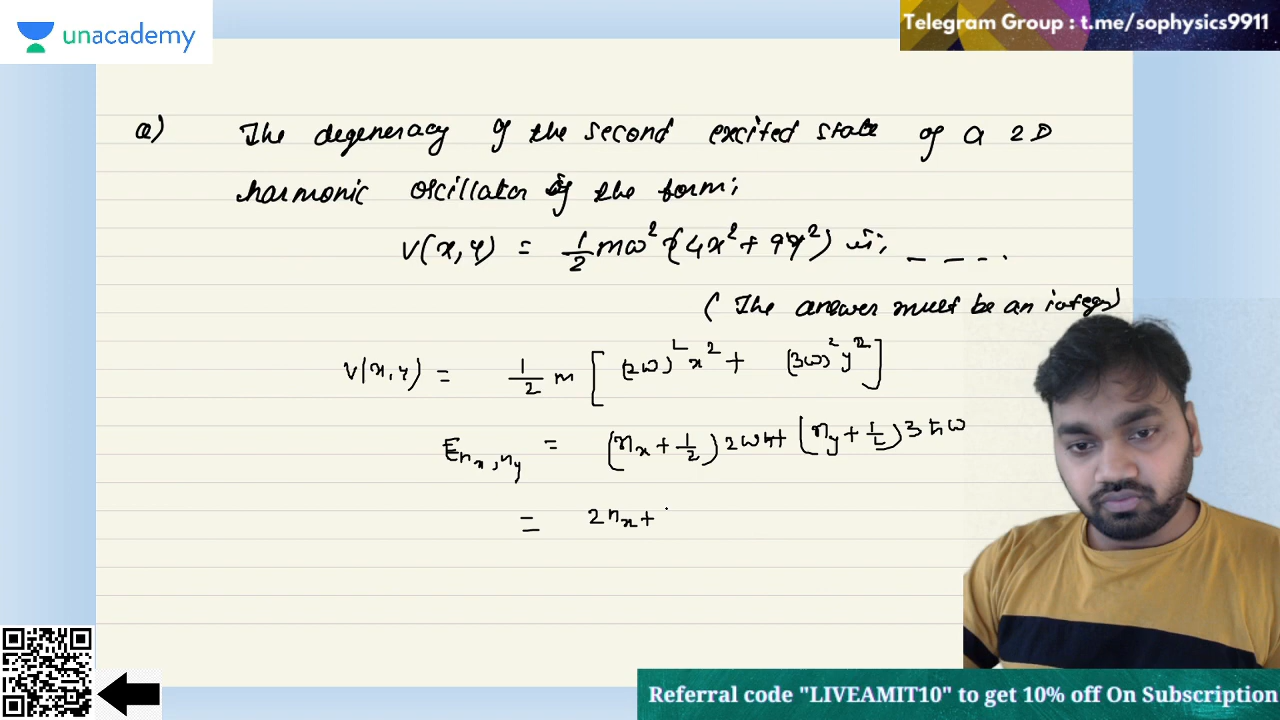 unacademy
Telegram Group : t.me/sophysics9911
Q) The degeneracy of the second excited state of a 2D
harmonic oscillator of the form;
V(x,y) = 1/2 mω² (4x² + 9y²) is; _ _ _ _ .
(The answer must be an integer)
V(x,y) = 1/2 m [(2ω)² x² + (3ω)² y²]
E_{n_x, n_y} = (n_x + 1/2) 2ωℏ + (n_y + 1/2) 3ℏω
= 2n_x +
Referral code "LIVEAMIT10" to get 10% off On Subscription